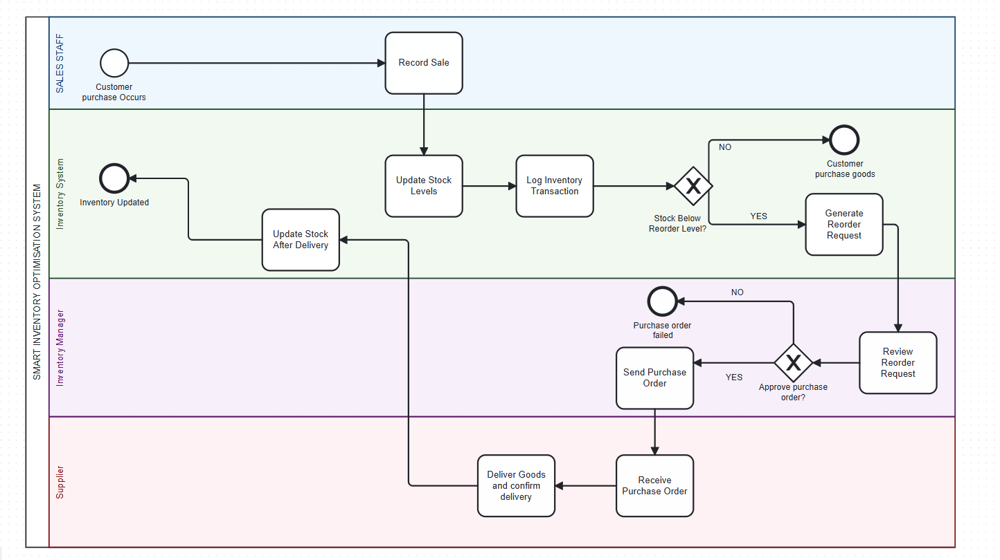 SMART INVENTORY OPTIMISATION SYSTEM
SALES STAFF
Customer
purchase Occurs
Record Sale
Inventory System
Inventory Updated
Update Stock
After Delivery
Update Stock
Levels
Log Inventory
Transaction
Stock Below
Reorder Level?
NO
Customer
purchase goods
YES
Generate
Reorder
Request
Inventory Manager
Purchase order
failed
NO
Send Purchase
Order
YES
Approve purchase
order?
Review
Reorder
Request
Supplier
Deliver Goods
and confirm
delivery
Receive
Purchase Order